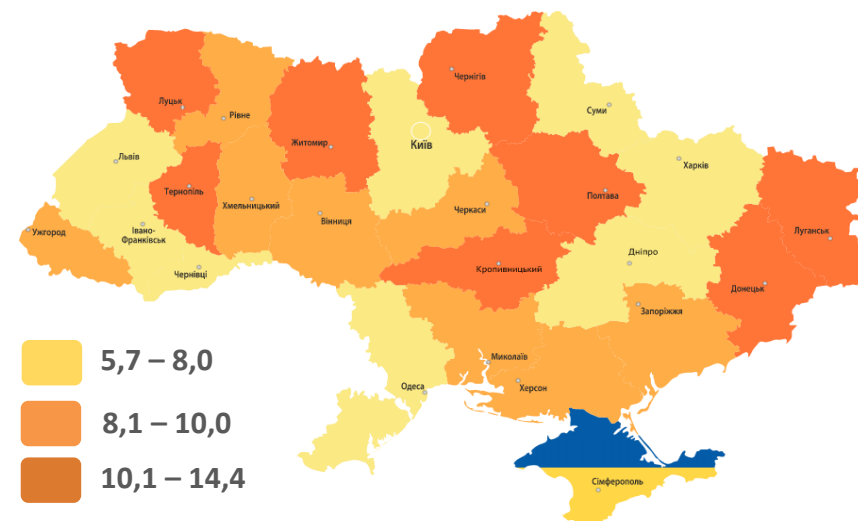 Чернігів
Луцьк
Суми
Рівне
Житомир
Київ
Львів
Харків
Тернопіль
Полтава
Хмельницький
Черкаси
Вінниця
Івано-
Франківськ
Ужгород
Луганськ
Дніпро
Чернівці
Кропивницький
Донецьк
Запоріжжя
5,7 – 8,0
Миколаїв
Одеса
Херсон
8,1 – 10,0
10,1 – 14,4
Сімферополь